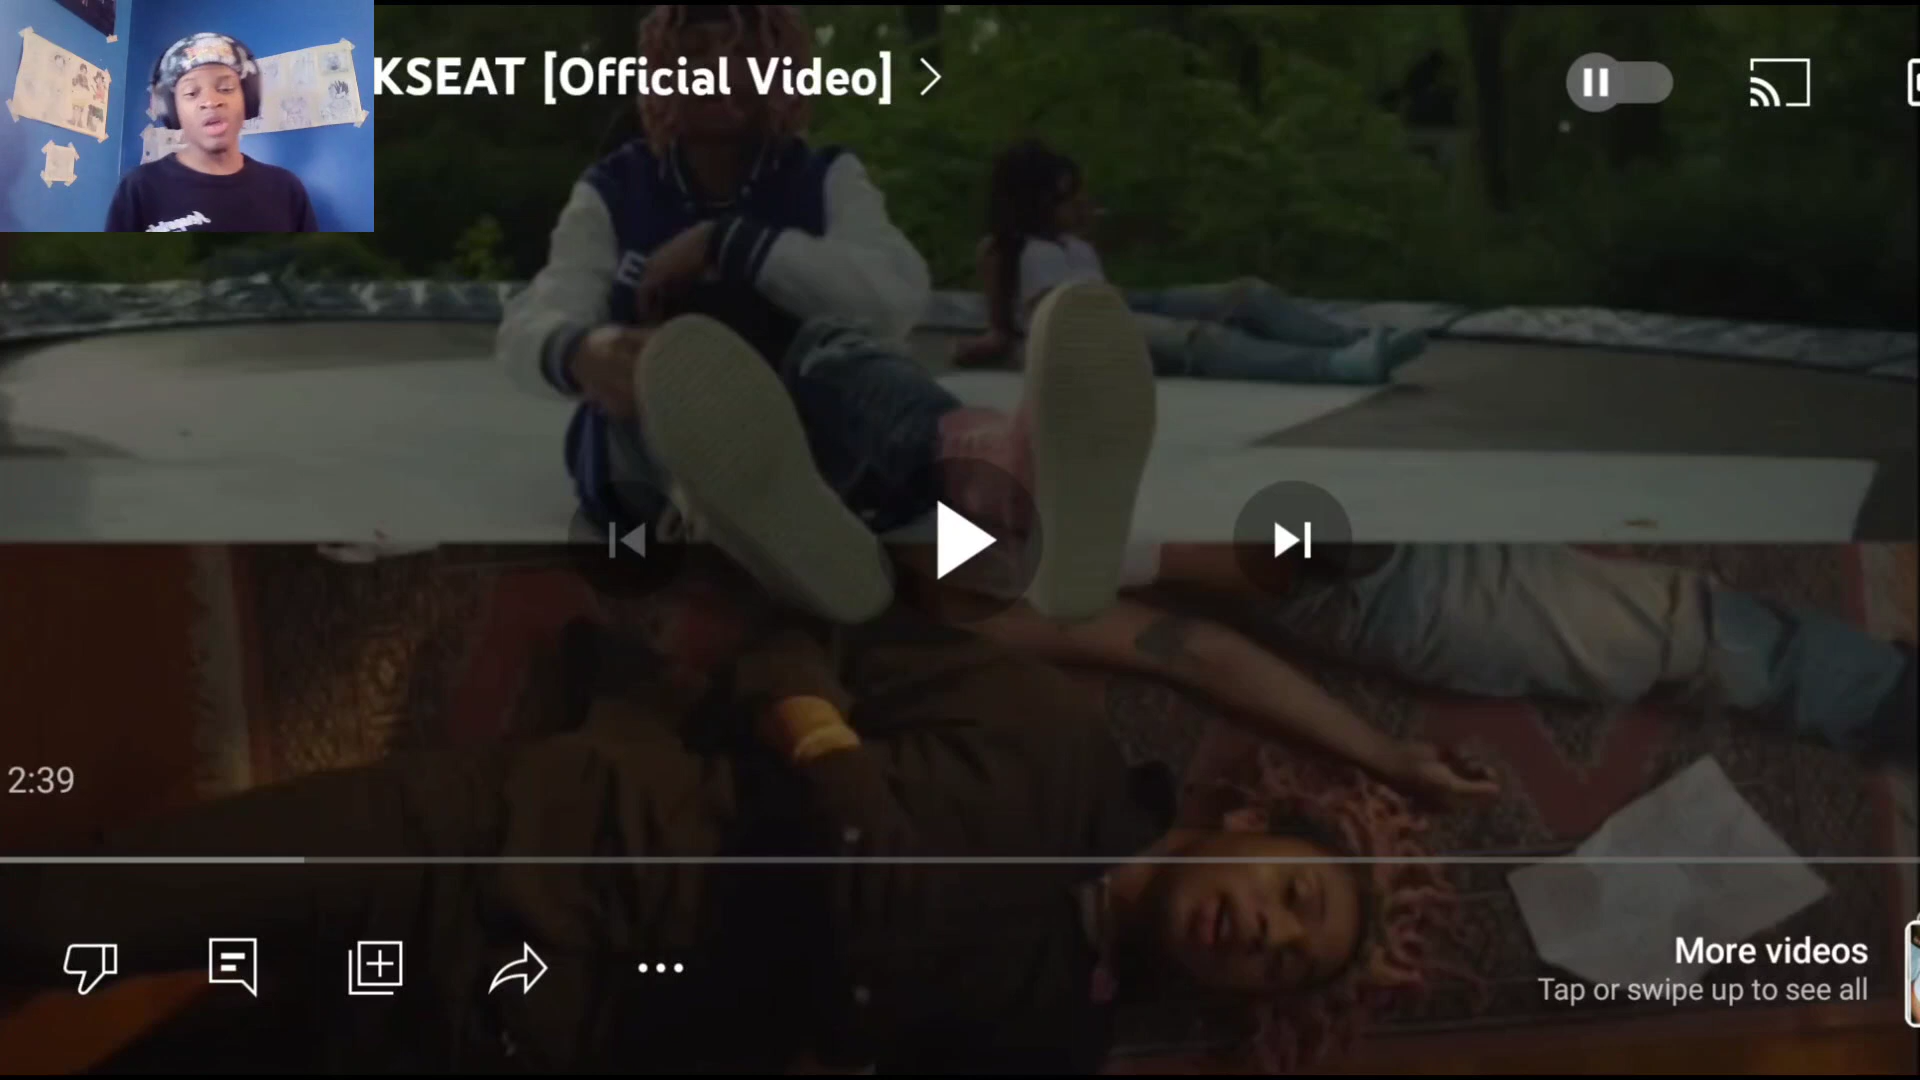 KSEAT [Official Video]
2:39
More videos
Tap or swipe up to see all